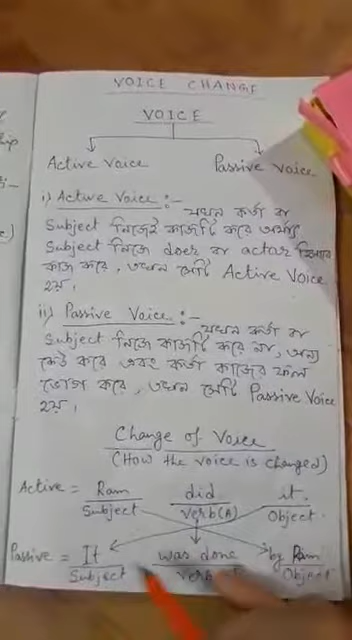 VOICE CHANGE
VOICE
Active Voice Passive Voice
i) Active Voice :- যখন কর্তা বা
Subject নিজেই কাজটি করে অর্থাৎ
Subject নিজে doer বা actor হিসাবে
কাজ করে, তখন সেটি Active Voice
হয়।
ii) Passive Voice :- যখন কর্তা বা
Subject নিজে কাজটি করে না, অন্য
কেউ করে এবং কর্তা কাজের ফল
ভোগ করে, তখন সেটি Passive Voice
হয়।
Change of Voice
(How the voice is changed)
Active = Ram did it.
Subject verb(A) Object
Passive = It was done by Ram
Subject verb Object